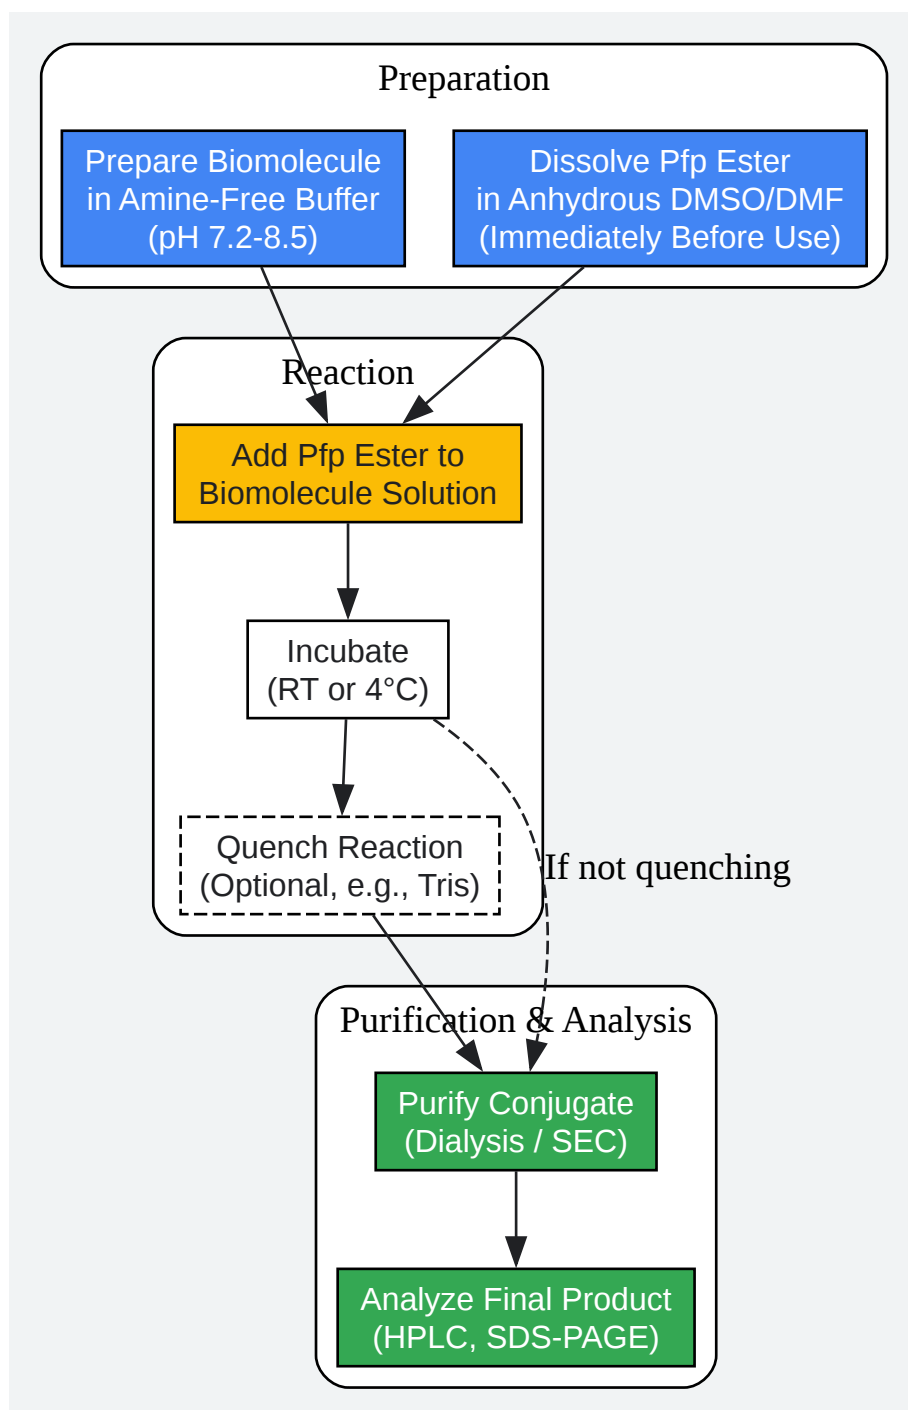 Preparation
Prepare Biomolecule
in Amine-Free Buffer
(pH 7.2-8.5)
Dissolve Pfp Ester
in Anhydrous DMSO/DMF
(Immediately Before Use)
Reaction
Add Pfp Ester to
Biomolecule Solution
Incubate
(RT or 4°C)
Quench Reaction
(Optional, e.g., Tris)
If not quenching
Purification & Analysis
Purify Conjugate
(Dialysis / SEC)
Analyze Final Product
(HPLC, SDS-PAGE)